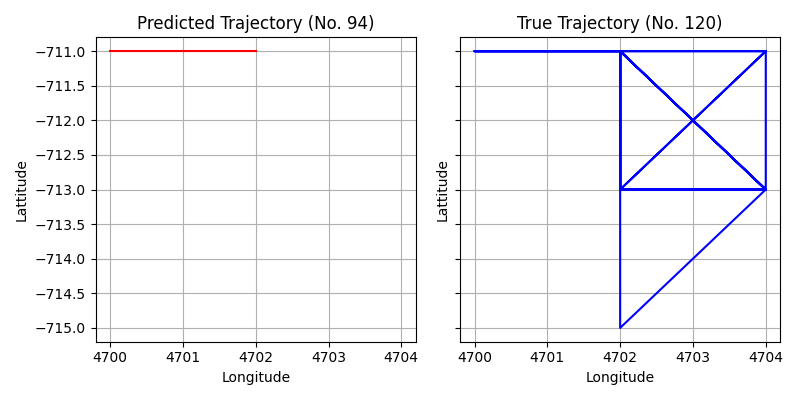 Predicted Trajectory (No. 94)
True Trajectory (No. 120)
−711.0
−711.5
−712.0
−712.5
−713.0
−713.5
−714.0
−714.5
−715.0
Lattitude
Lattitude
4700 4701 4702 4703 4704
4700 4701 4702 4703 4704
Longitude
Longitude